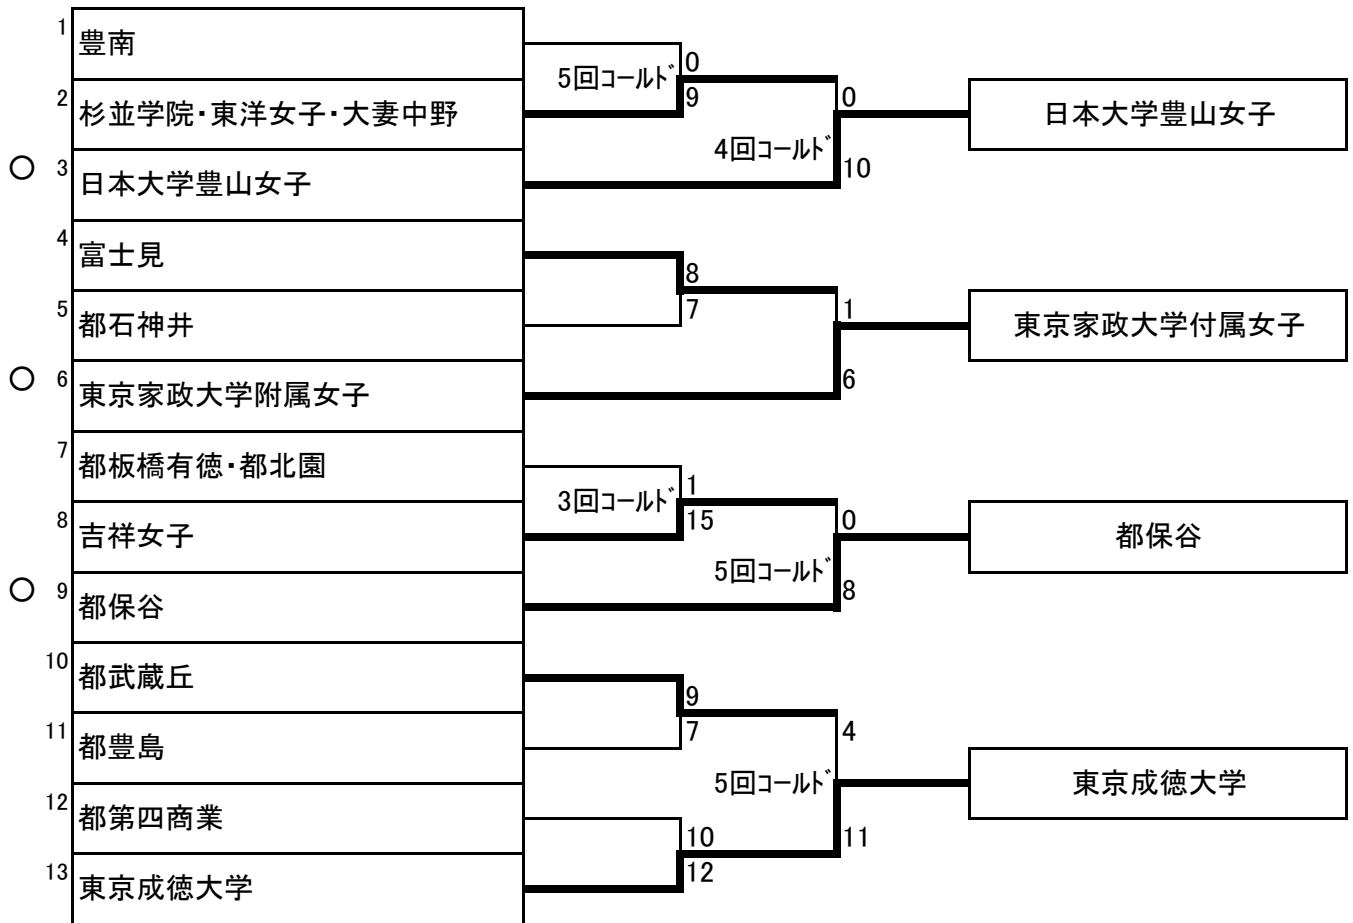 1 豊南
2 杉並学院・東洋女子・大妻中野
○ 3 日本大学豊山女子
4 富士見
5 都石神井
○ 6 東京家政大学附属女子
7 都板橋有徳・都北園
8 吉祥女子
○ 9 都保谷
10 都武蔵丘
11 都豊島
12 都第四商業
13 東京成徳大学
5回ｺｰﾙﾄﾞ
0
9
8
7
3回ｺｰﾙﾄﾞ
1
15
9
7
10
12
0
4回ｺｰﾙﾄﾞ
10
1
6
0
5回ｺｰﾙﾄﾞ
8
4
5回ｺｰﾙﾄﾞ
11
日本大学豊山女子
東京家政大学付属女子
都保谷
東京成徳大学